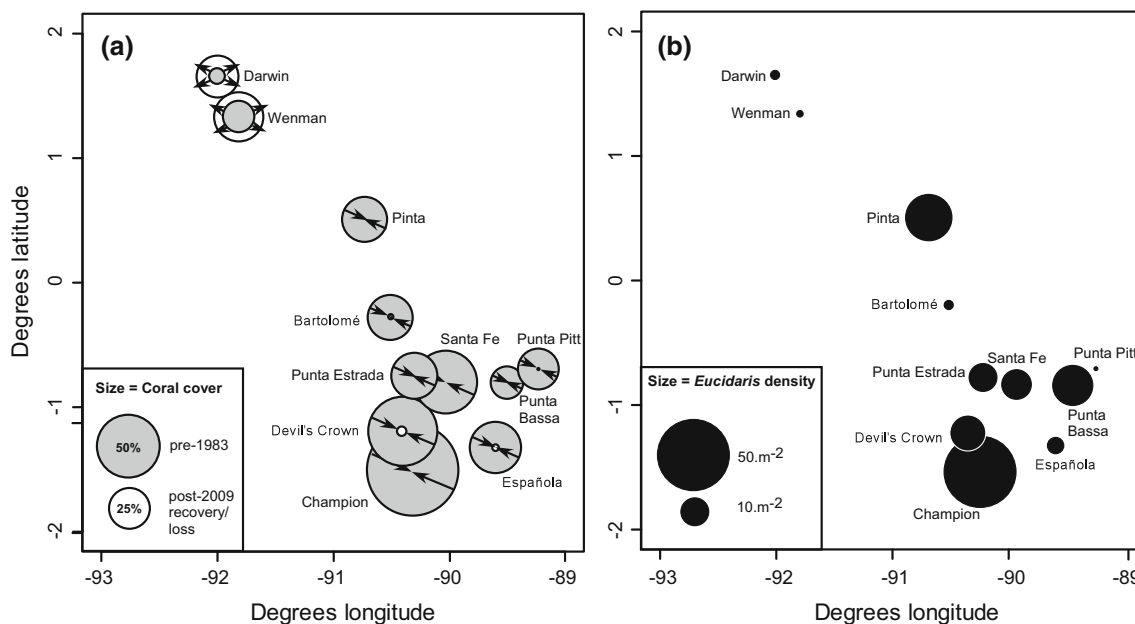 (a)
Darwin
Wenman
Pinta
Bartolomé
Santa Fe
Punta Pitt
Punta Estrada
Punta
Bassa
Devil's Crown
Española
Champion
Size = Coral cover
50%
pre-1983
25%
post-2009
recovery/
loss
Degrees latitude
2
1
0
-1
-2
-93
-92
-91
-90
-89
Degrees longitude
(b)
Darwin
Wenman
Pinta
Bartolomé
Santa Fe
Punta Pitt
Punta Estrada
Punta
Bassa
Devil's Crown
Española
Champion
Size = Eucidaris density
50.m-2
10.m-2
2
1
0
-1
-2
-93
-92
-91
-90
-89
Degrees longitude